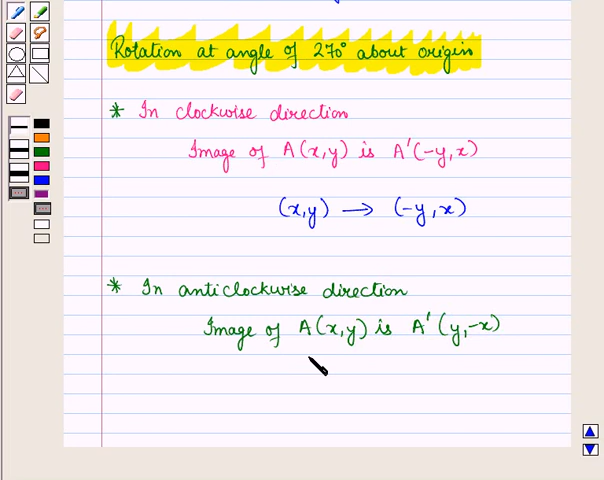 Rotation at angle of 270° about origin
* In clockwise direction
Image of A(x,y) is A'(-y,x)
(x,y) → (-y,x)
* In anticlockwise direction
Image of A(x,y) is A'(y,-x)